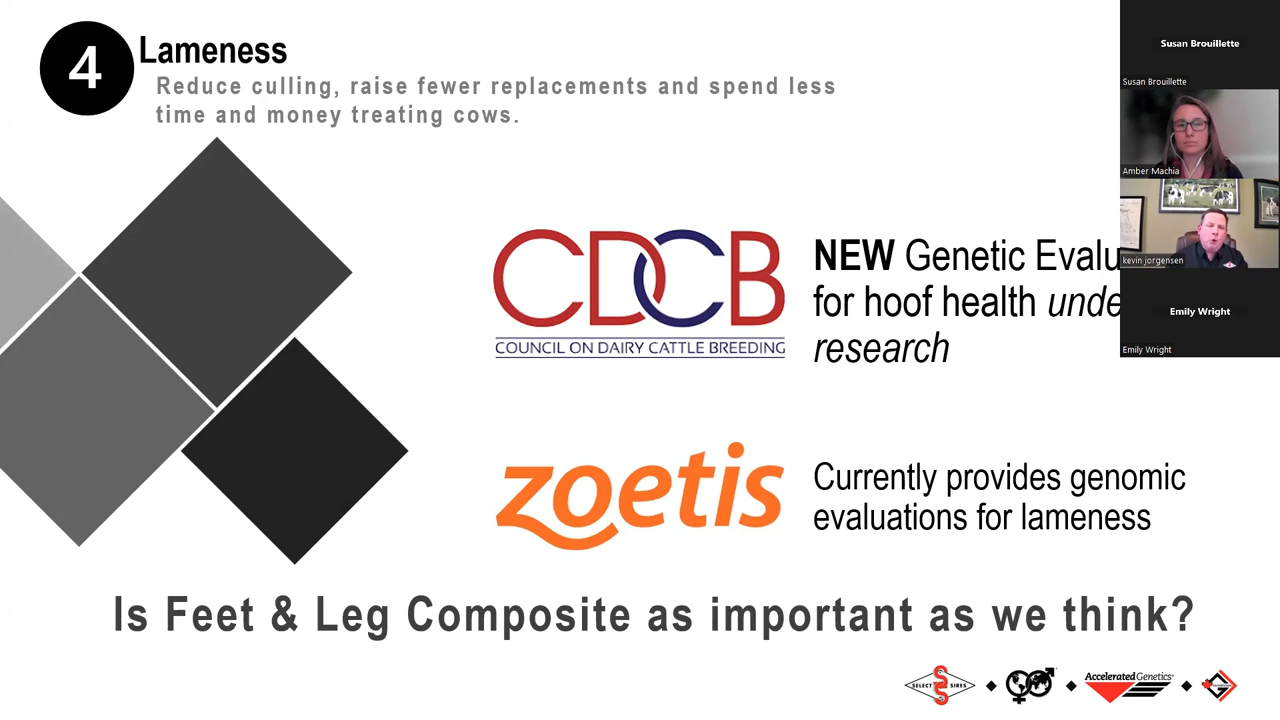 4
Lameness
Reduce culling, raise fewer replacements and spend less
time and money treating cows.
CDCB
COUNCIL ON DAIRY CATTLE BREEDING
NEW Genetic Evalu
for hoof health unde
research
zoetis
Currently provides genomic
evaluations for lameness
Is Feet & Leg Composite as important as we think?
SELECT SIRES
Accelerated Genetics
Susan Brouillette
Susan Brouillette
Amber Machia
kevin jorgensen
Emily Wright
Emily Wright